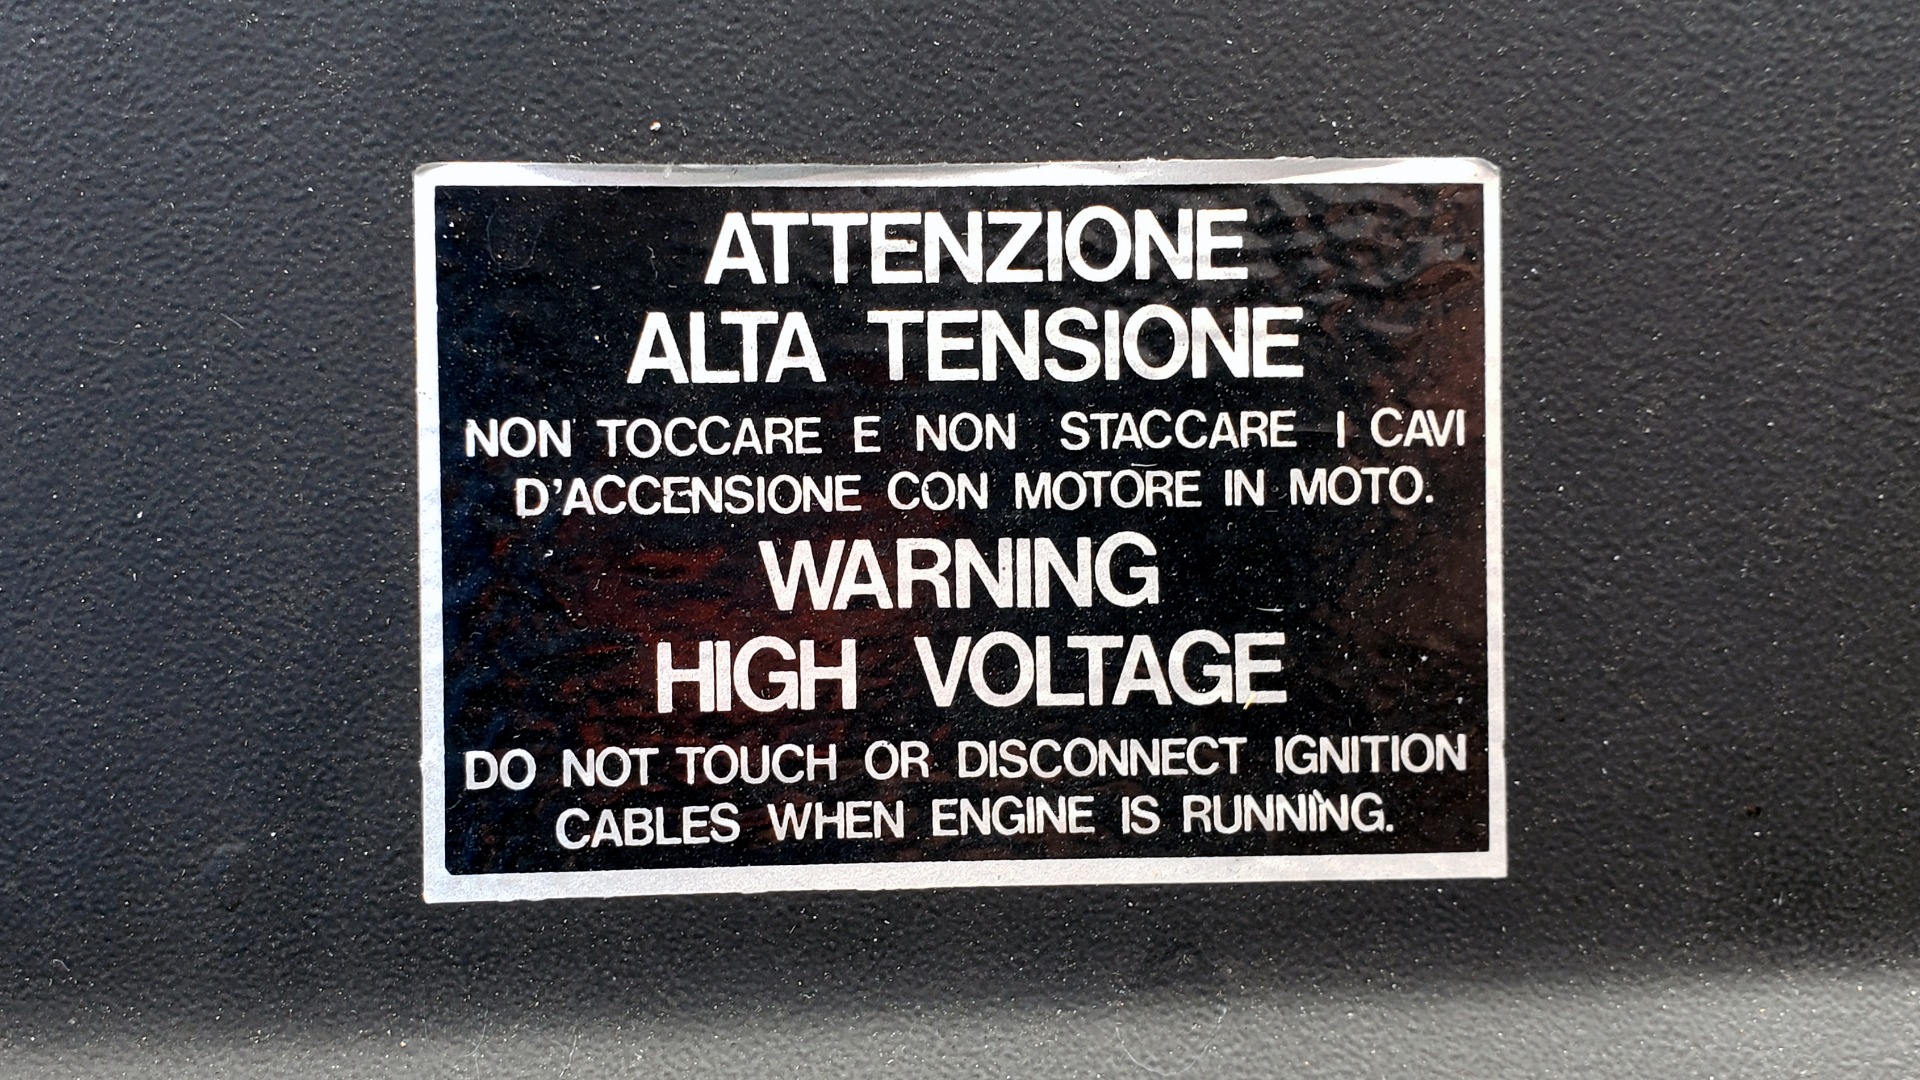 ATTENZIONE
ALTA TENSIONE
NON TOCCARE E NON STACCARE I CAVI
D'ACCENSIONE CON MOTORE IN MOTO.
WARNING
HIGH VOLTAGE
DO NOT TOUCH OR DISCONNECT IGNITION
CABLES WHEN ENGINE IS RUNNING.